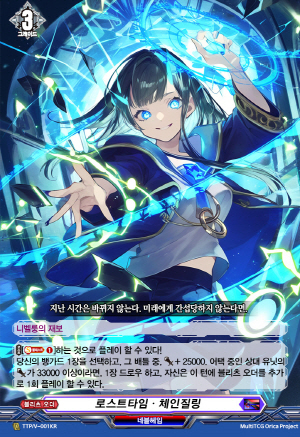 3
그레이드
지난 시간은 바뀌지 않는다. 미래에게 간섭당하지 않는다면.
니벨룽의 재보
①하는 것으로 플레이 할 수 있다!
당신의 뱅가드 1장을 선택하고, 그 배틀 중, +25000. 어택 중인 상대 유닛의
가 33000 이상이라면, 1장 드로우 하고, 자신은 이 턴에 블리츠 오더를 추가
로 1회 플레이 할 수 있다.
블리츠 오더
로스트타임·체인질링
네블헤임
TTP/V-001KR
MultiTCG Orica Project